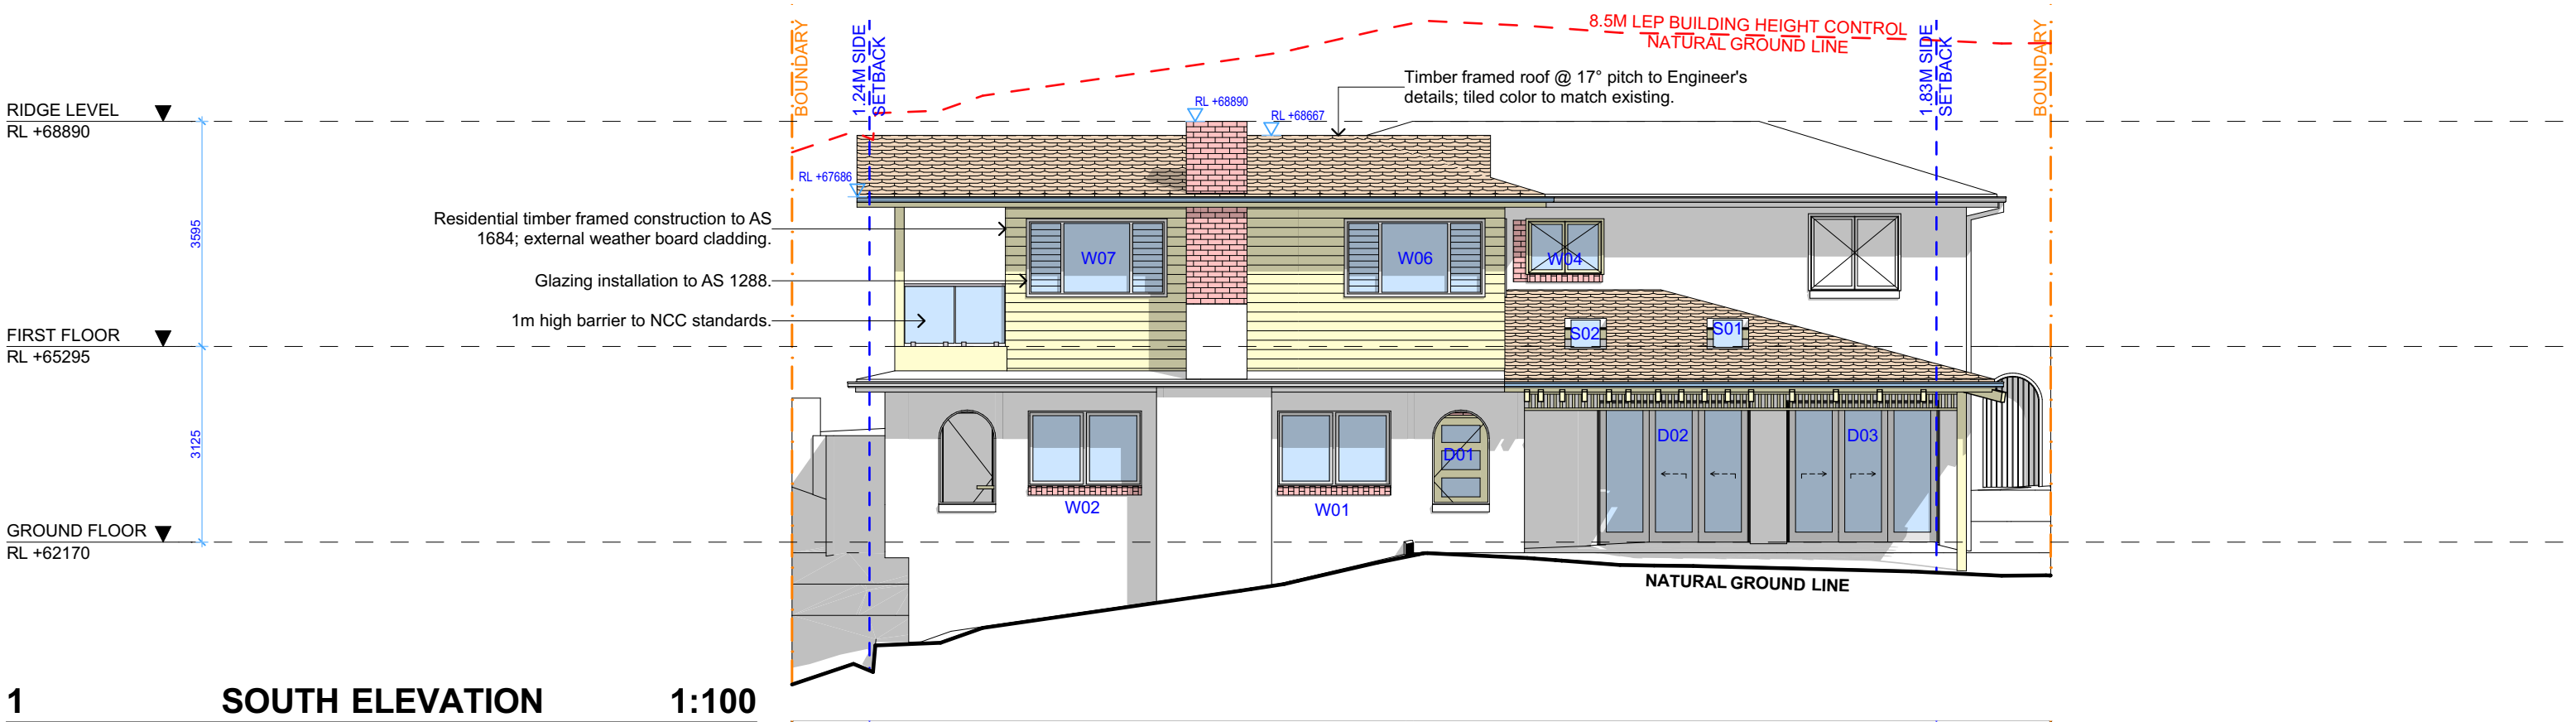 8.5M LEP BUILDING HEIGHT CONTROL
NATURAL GROUND LINE
BOUNDARY
1.24M SIDE
SETBACK
1.83M SIDE
SETBACK
BOUNDARY
Timber framed roof @ 17° pitch to Engineer's
details; tiled color to match existing.
RIDGE LEVEL
RL +68890
RL +68890
RL +68667
RL +67686
Residential timber framed construction to AS
1684; external weather board cladding.
3595
Glazing installation to AS 1288.
W07
W06
W04
1m high barrier to NCC standards.
FIRST FLOOR
RL +65295
S02
S01
3125
D02
D03
D01
W02
W01
GROUND FLOOR
RL +62170
NATURAL GROUND LINE
1 SOUTH ELEVATION 1:100